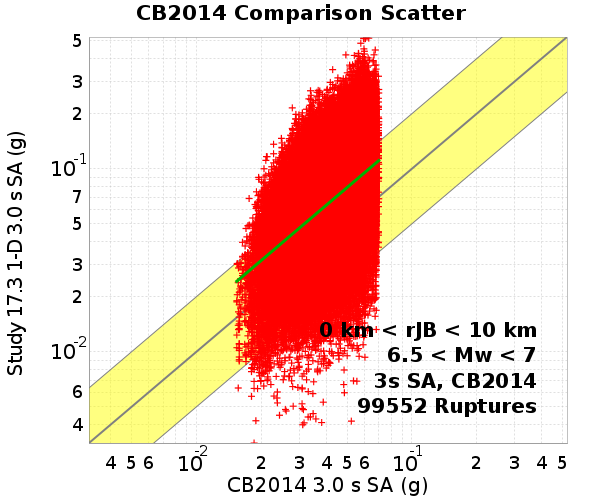 CB2014 Comparison Scatter
5
3
2
10-1
7
5
3
2
10-2
6
4
Study 17.3 1-D 3.0 s SA (g)
0 km < rJB < 10 km
6.5 < Mw < 7
3s SA, CB2014
99552 Ruptures
4 5 6 10-2 2 3 4 5 6 10-1 2 3 4 5
CB2014 3.0 s SA (g)